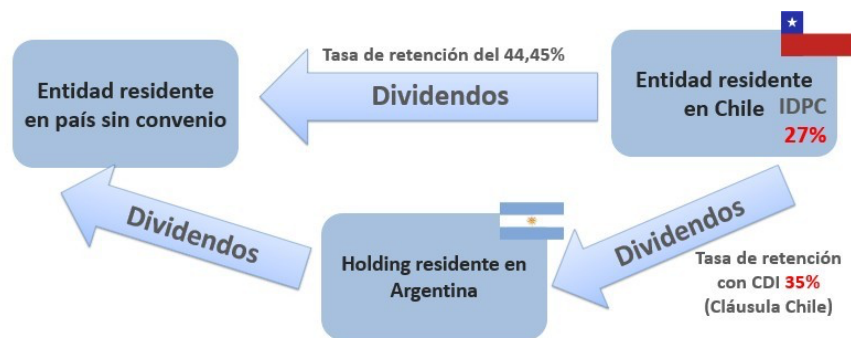 Tasa de retención del 44,45%
Dividendos
Entidad residente
en país sin convenio
Entidad residente
en Chile IDPC
27%
Dividendos
Dividendos
Holding residente en
Argentina
Tasa de retención
con CDI 35%
(Cláusula Chile)